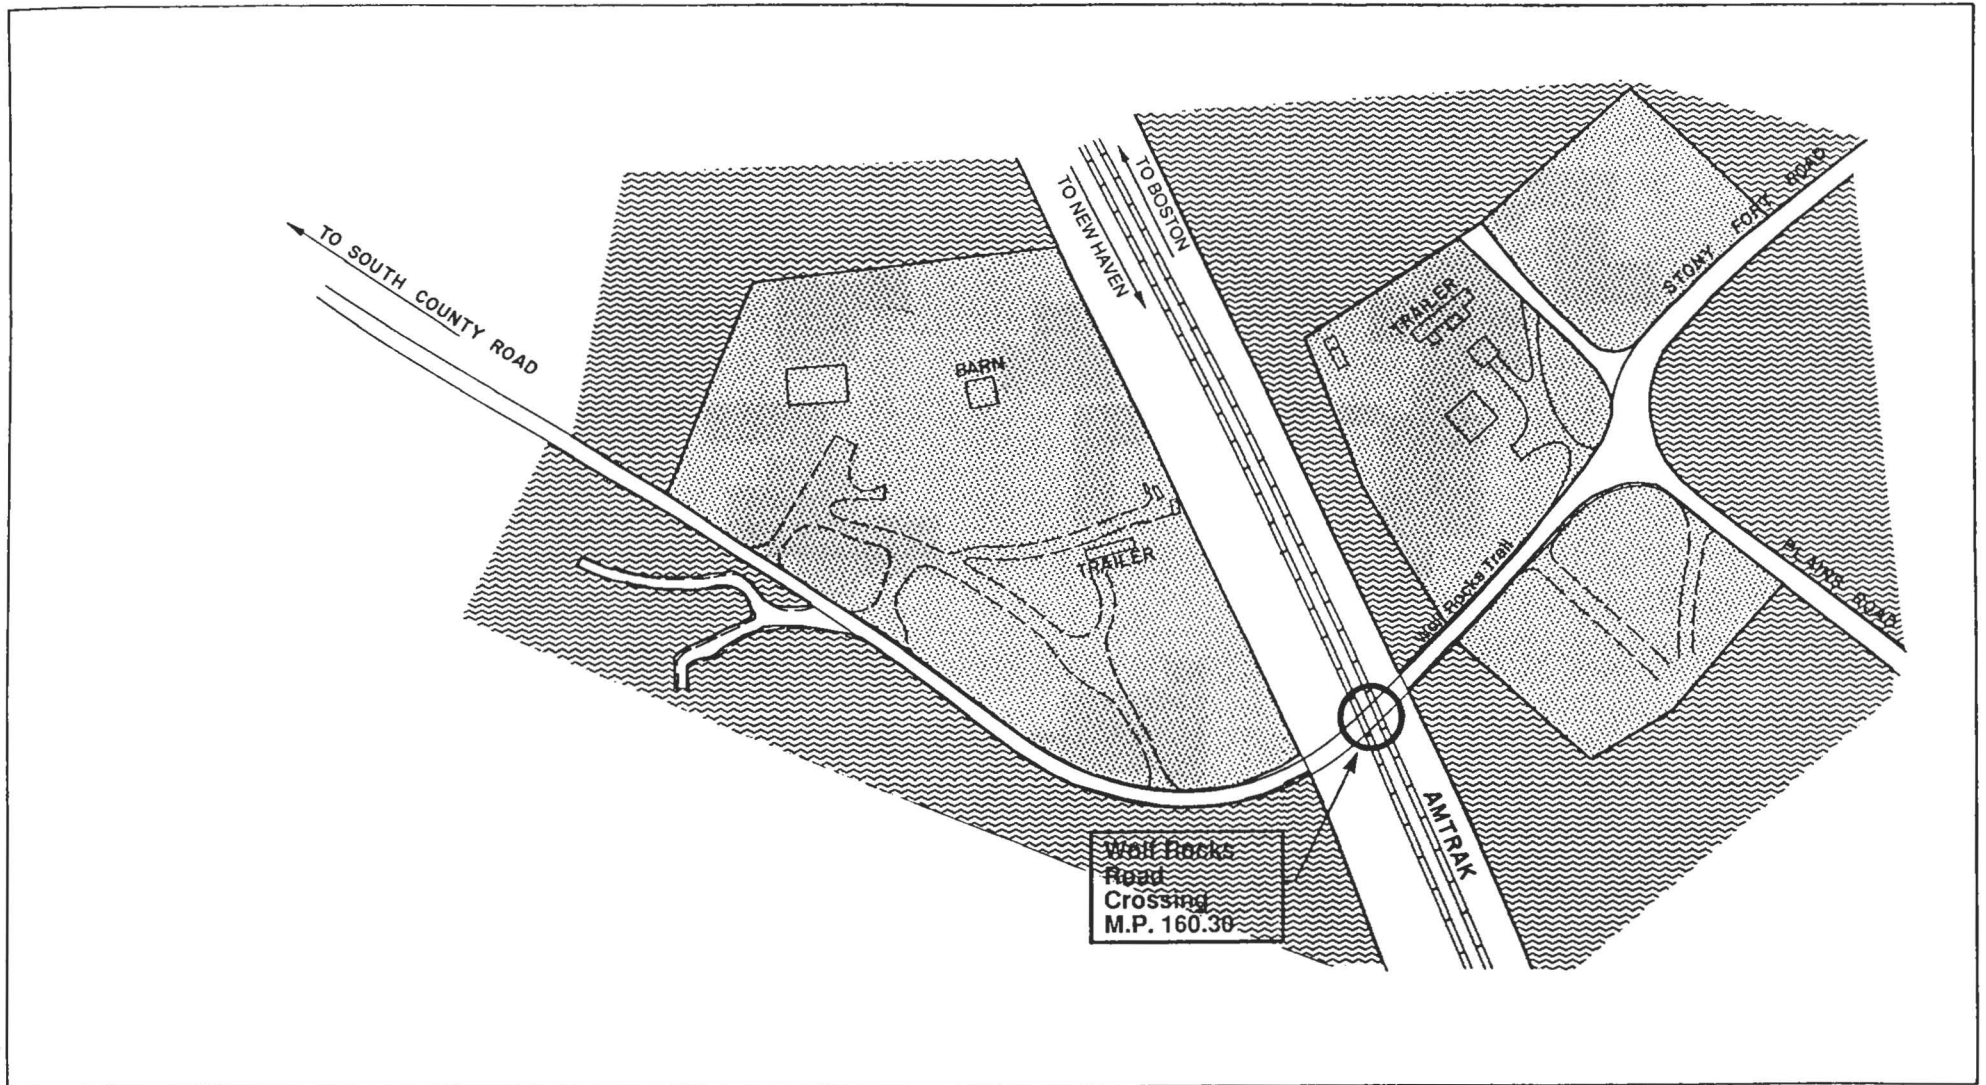 TO BOSTON
TO NEW HAVEN
TO SOUTH COUNTY ROAD
STONY FORT ROAD
TRAILER
BARN
TRAILER
Wolf Rocks Trail
PLAINS ROAD
AMTRAK
Wolf Rocks
Road
Crossing
M.P. 160.30